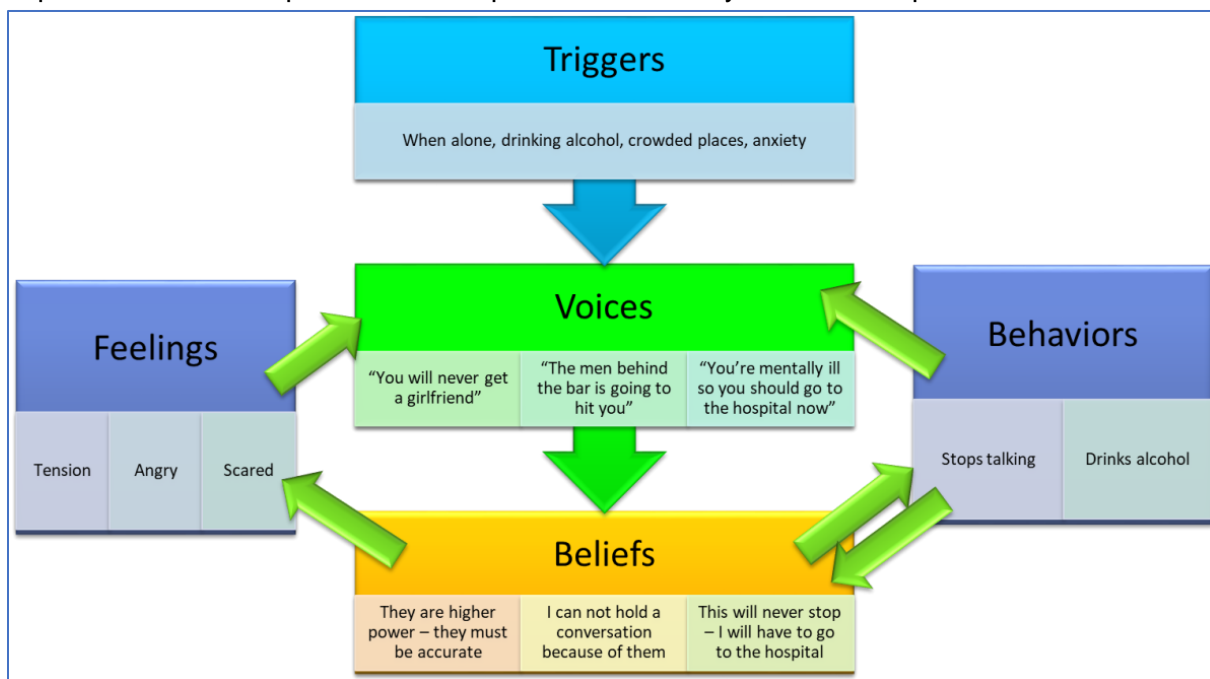 Triggers
When alone, drinking alcohol, crowded places, anxiety
Voices
“You will never get
a girlfriend”
“The men behind
the bar is going to
hit you”
“You’re mentally ill
so you should go to
the hospital now”
Feelings
Tension
Angry
Scared
Behaviors
Stops talking
Drinks alcohol
Beliefs
They are higher
power – they must
be accurate
I can not hold a
conversation
because of them
This will never stop
– I will have to go
to the hospital